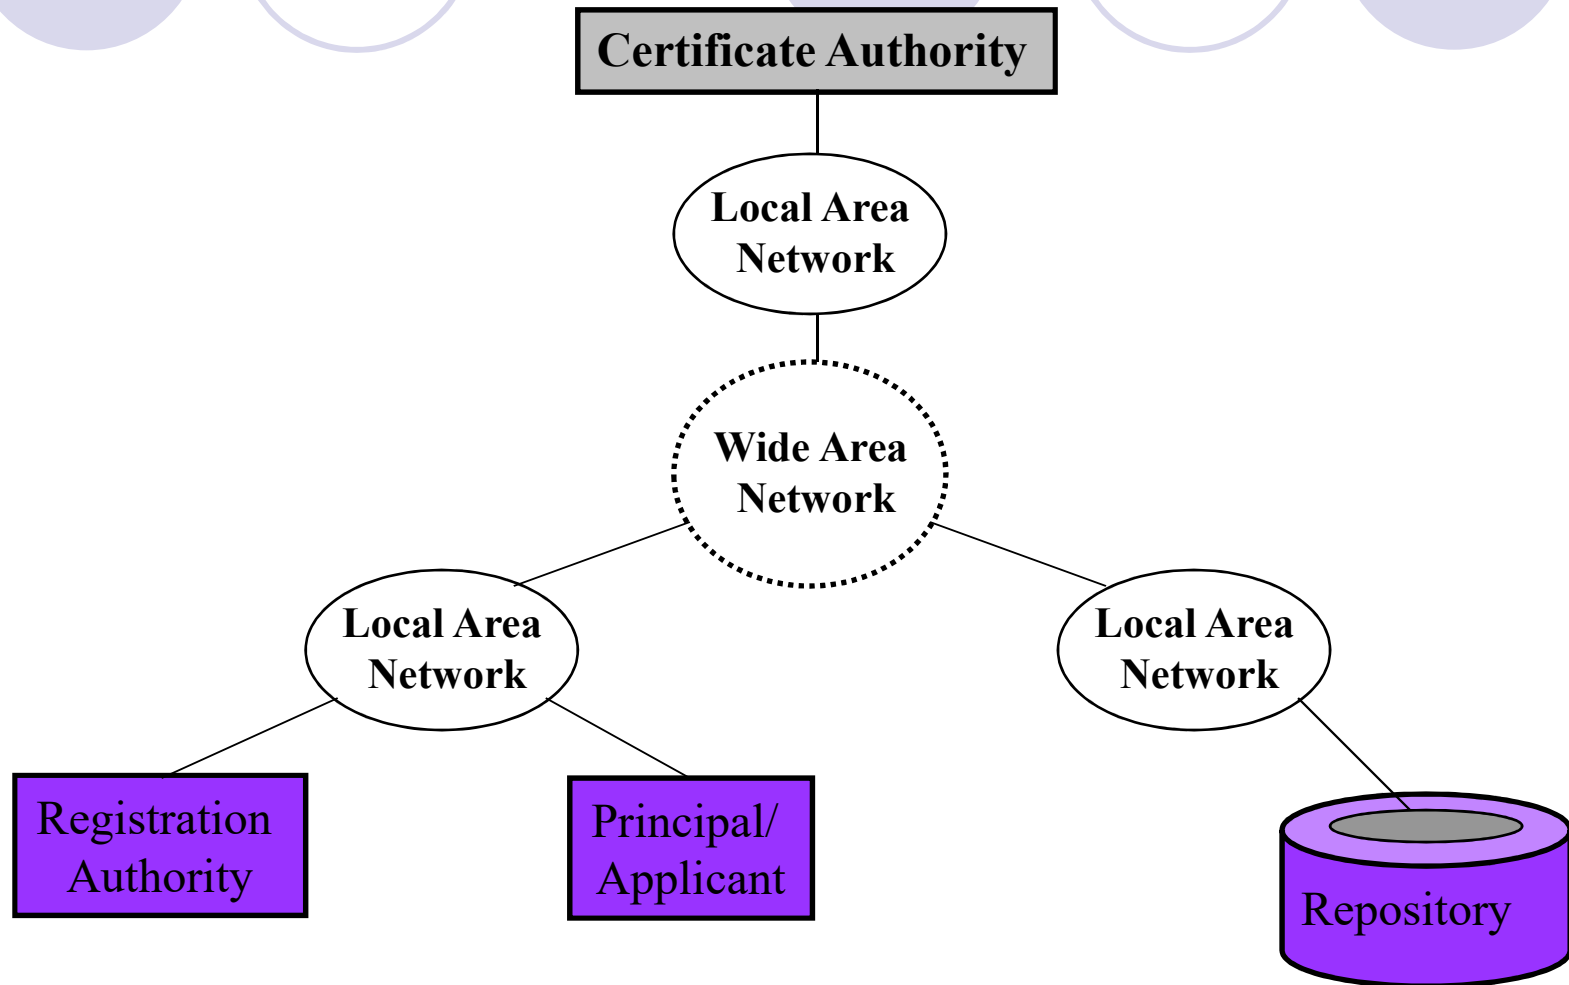 Certificate Authority
Local Area
Network
Wide Area
Network
Local Area
Network
Local Area
Network
Registration
Authority
Principal/
Applicant
Repository